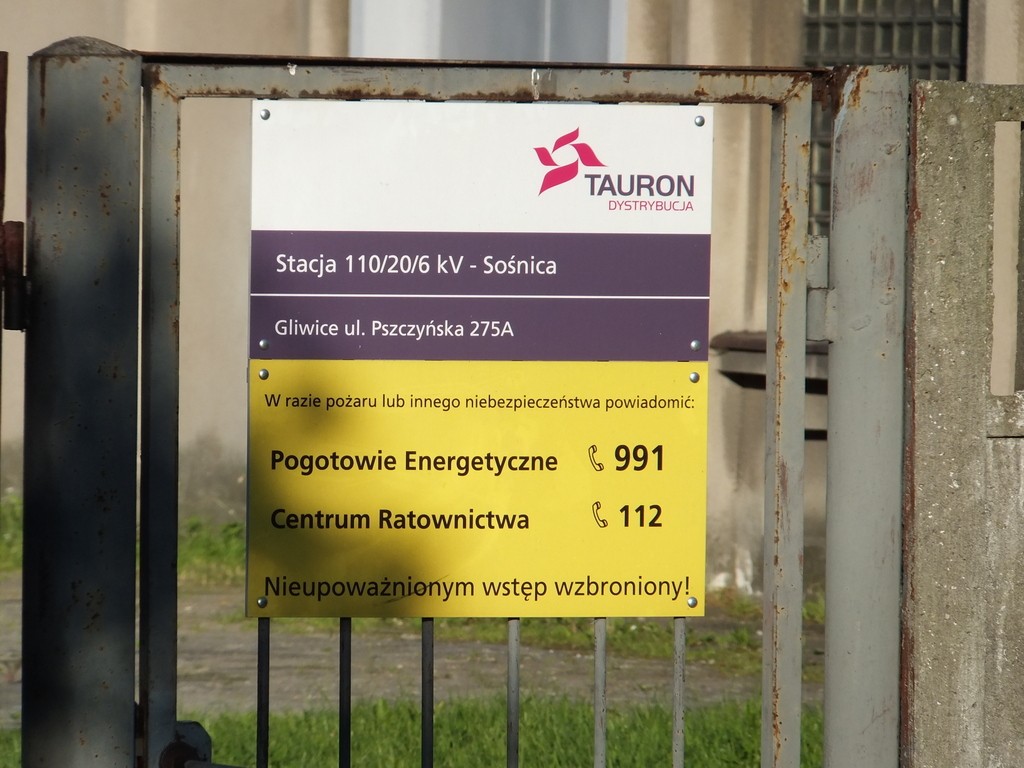 TAURON
DYSTRYBUCJA
Stacja 110/20/6 kV - Sośnica
Gliwice ul. Pszczyńska 275A
W razie pożaru lub innego niebezpieczeństwa powiadomić:
Pogotowie Energetyczne 991
Centrum Ratownictwa 112
Nieupoważnionym wstęp wzbroniony!